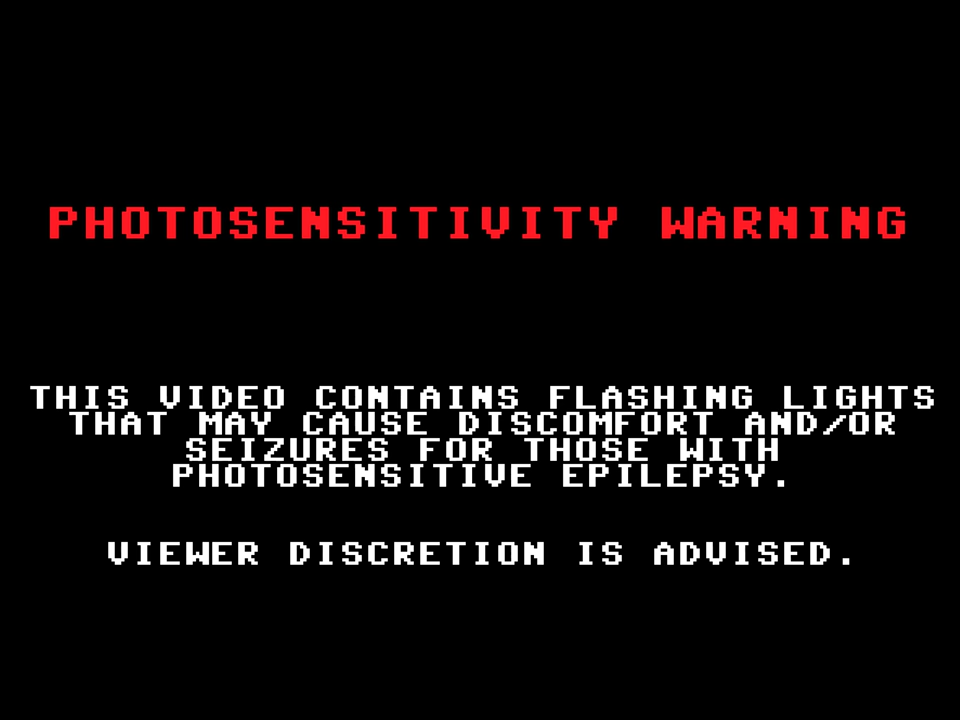 PHOTOSENSITIVITY WARNING
THIS VIDEO CONTAINS FLASHING LIGHTS
THAT MAY CAUSE DISCOMFORT AND/OR
SEIZURES FOR THOSE WITH
PHOTOSENSITIVE EPILEPSY.
VIEWER DISCRETION IS ADVISED.